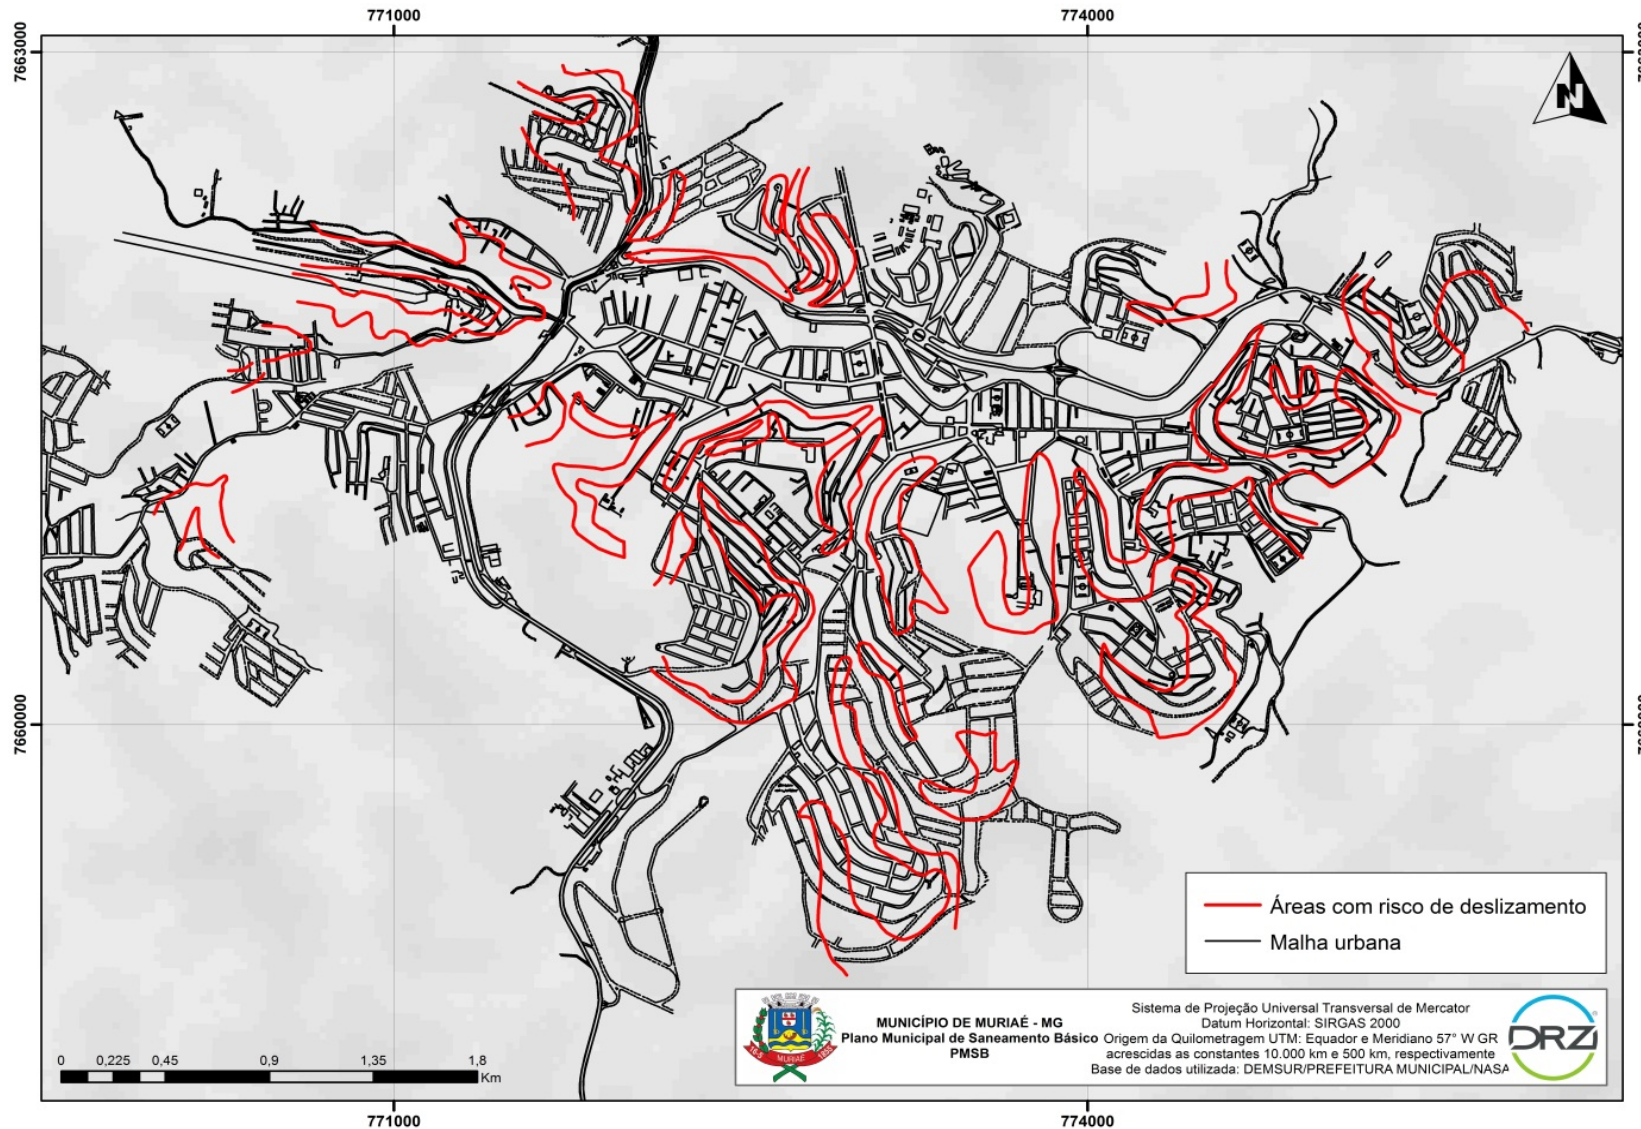 771000
774000
7663000
N
7660000
Áreas com risco de deslizamento
Malha urbana
MUNICÍPIO DE MURIAÉ - MG
Plano Municipal de Saneamento Básico
PMSB
MURIAÉ
1855
Sistema de Projeção Universal Transversal de Mercator
Datum Horizontal: SIRGAS 2000
Origem da Quilometragem UTM: Equador e Meridiano 57° W GR
acrescidas as constantes 10.000 km e 500 km, respectivamente
Base de dados utilizada: DEMSUR/PREFEITURA MUNICIPAL/NASA
DRZ
0 0,225 0,45 0,9 1,35 1,8
Km
771000
774000